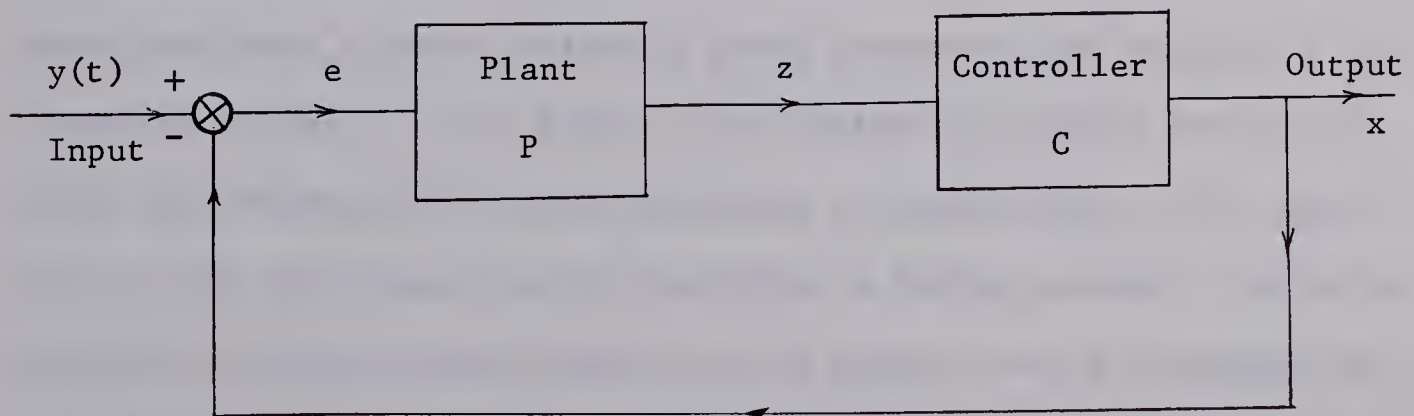 y(t)
+
-
Input
e
Plant
P
z
Controller
C
Output
x